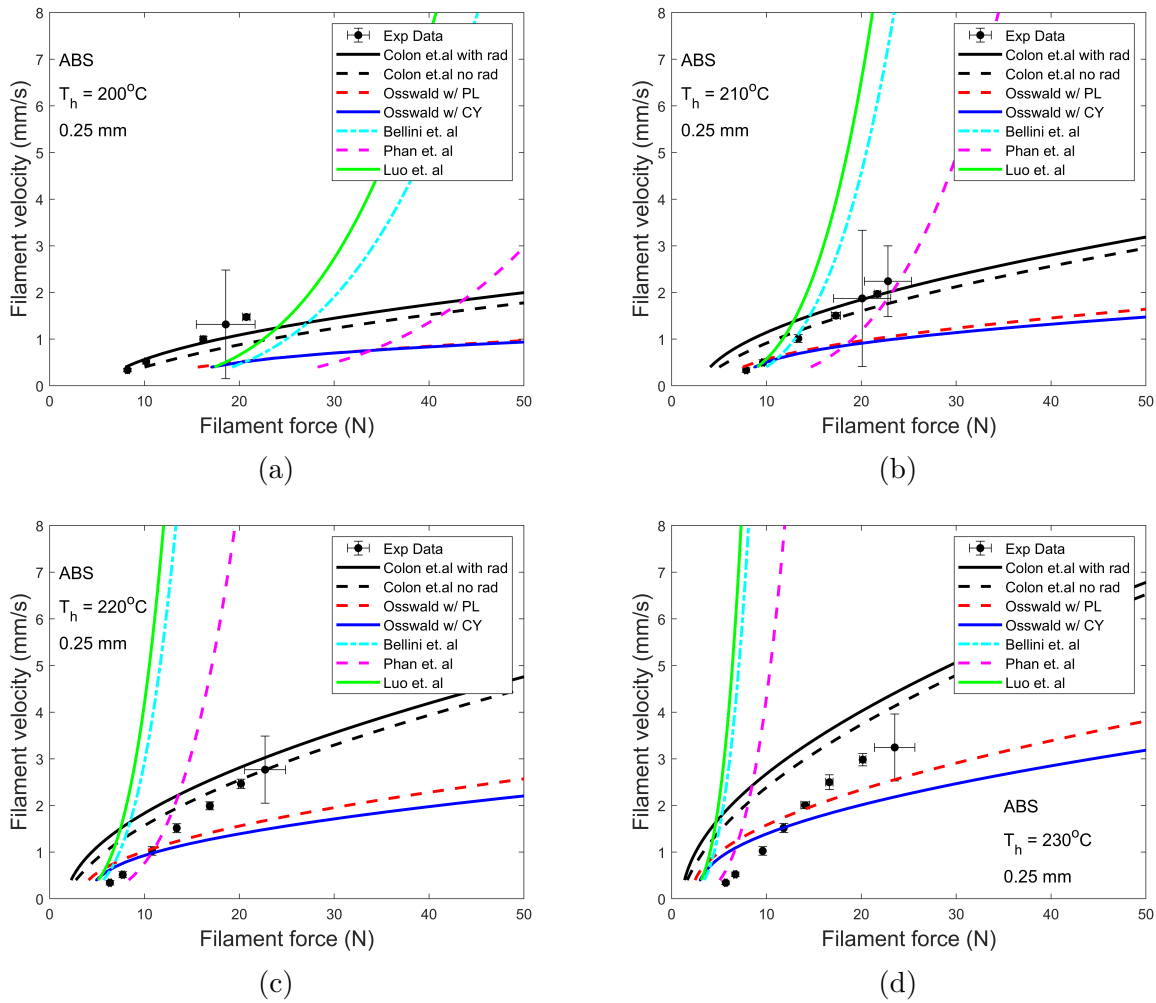 8
7
6
5
4
3
2
1
0
Filament velocity (mm/s)
ABS
T_h = 200°C
0.25 mm
Exp Data
Colon et.al with rad
Colon et.al no rad
Osswald w/ PL
Osswald w/ CY
Bellini et. al
Phan et. al
Luo et. al
0 10 20 30 40 50
Filament force (N)
(a)
8
7
6
5
4
3
2
1
0
Filament velocity (mm/s)
ABS
T_h = 210°C
0.25 mm
Exp Data
Colon et.al with rad
Colon et.al no rad
Osswald w/ PL
Osswald w/ CY
Bellini et. al
Phan et. al
Luo et. al
0 10 20 30 40 50
Filament force (N)
(b)
8
7
6
5
4
3
2
1
0
Filament velocity (mm/s)
ABS
T_h = 220°C
0.25 mm
Exp Data
Colon et.al with rad
Colon et.al no rad
Osswald w/ PL
Osswald w/ CY
Bellini et. al
Phan et. al
Luo et. al
0 10 20 30 40 50
Filament force (N)
(c)
8
7
6
5
4
3
2
1
0
Filament velocity (mm/s)
Exp Data
Colon et.al with rad
Colon et.al no rad
Osswald w/ PL
Osswald w/ CY
Bellini et. al
Phan et. al
Luo et. al
ABS
T_h = 230°C
0.25 mm
0 10 20 30 40 50
Filament force (N)
(d)